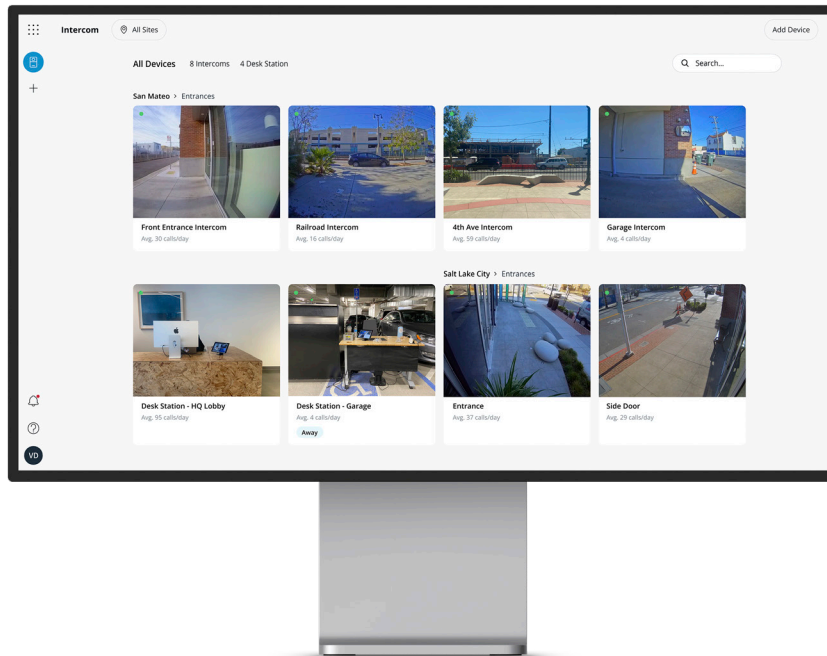 Intercom
All Sites
Add Device
All Devices 8 Intercoms 4 Desk Station
Search...
San Mateo > Entrances
Front Entrance Intercom
Avg. 30 calls/day
Railroad Intercom
Avg. 16 calls/day
4th Ave Intercom
Avg. 59 calls/day
Garage Intercom
Avg. 4 calls/day
Salt Lake City > Entrances
Desk Station - HQ Lobby
Avg. 95 calls/day
Desk Station - Garage
Avg. 4 calls/day
Away
Entrance
Avg. 37 calls/day
Side Door
Avg. 29 calls/day
VD